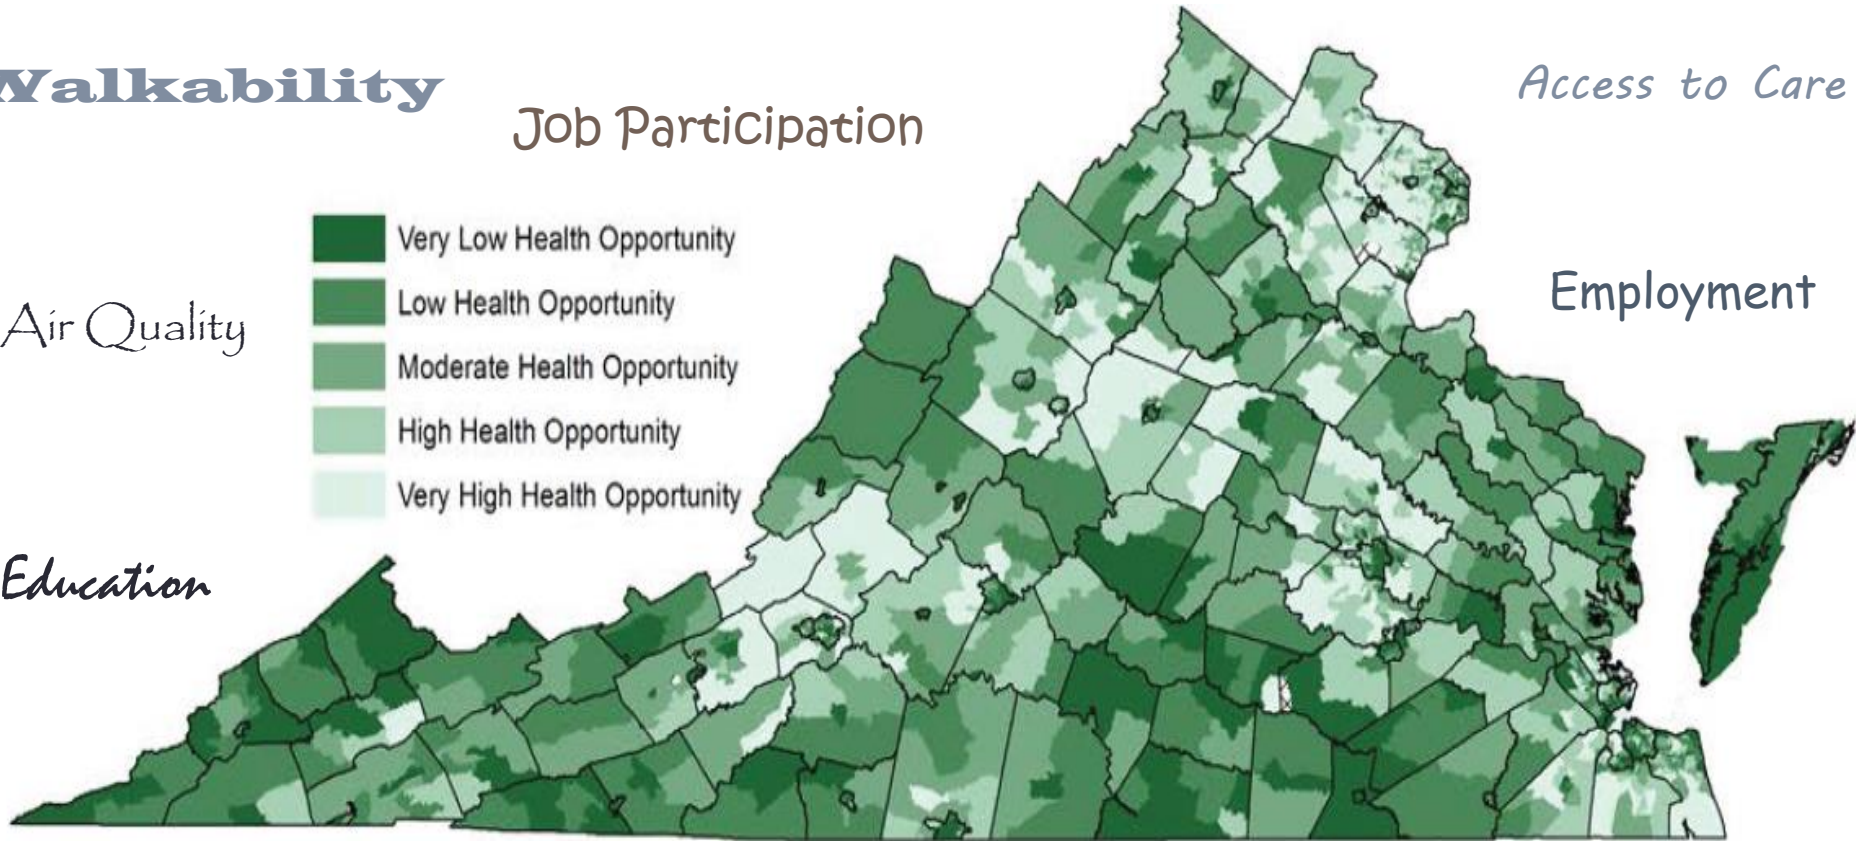 Walkability
Job Participation
Access to Care
Very Low Health Opportunity
Low Health Opportunity
Moderate Health Opportunity
High Health Opportunity
Very High Health Opportunity
Air Quality
Employment
Education